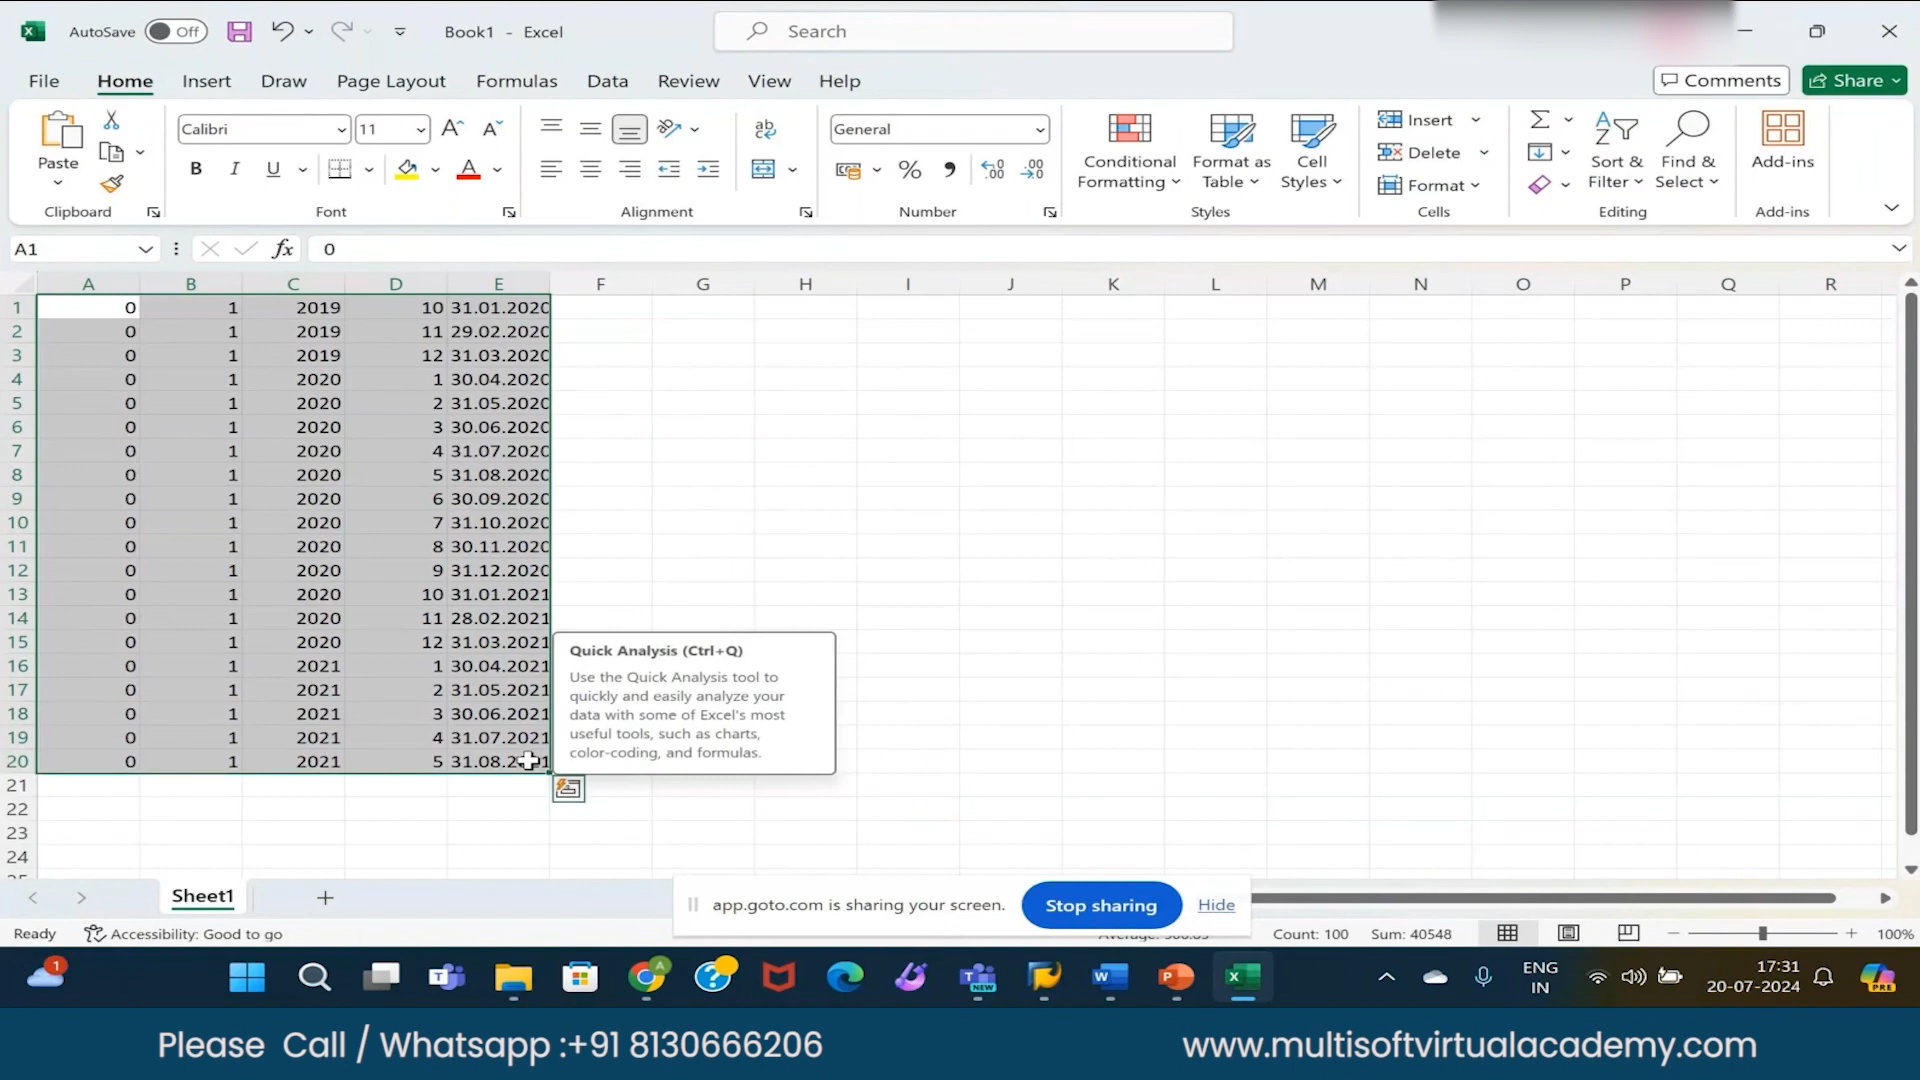 AutoSave Off Book1 - Excel Search
File Home Insert Draw Page Layout Formulas Data Review View Help Comments Share
Paste Calibri 11 General Conditional Formatting Format as Table Cell Styles Insert Delete Format Sort & Filter Find & Select Add-ins
B I U
Clipboard Font Alignment Number Styles Cells Editing Add-ins
A1 fx 0
A B C D E F G H I J K L M N O P Q R
1 0 1 2019 10 31.01.2020
2 0 1 2019 11 29.02.2020
3 0 1 2019 12 31.03.2020
4 0 1 2020 1 30.04.2020
5 0 1 2020 2 31.05.2020
6 0 1 2020 3 30.06.2020
7 0 1 2020 4 31.07.2020
8 0 1 2020 5 31.08.2020
9 0 1 2020 6 30.09.2020
10 0 1 2020 7 31.10.2020
11 0 1 2020 8 30.11.2020
12 0 1 2020 9 31.12.2020
13 0 1 2020 10 31.01.2021
14 0 1 2020 11 28.02.2021
15 0 1 2020 12 31.03.2021
16 0 1 2021 1 30.04.2021
17 0 1 2021 2 31.05.2021
18 0 1 2021 3 30.06.2021
19 0 1 2021 4 31.07.2021
20 0 1 2021 5
21
22
23
24
Quick Analysis (Ctrl+Q)
Use the Quick Analysis tool to
quickly and easily analyze your
data with some of Excel's most
useful tools, such as charts,
color-coding, and formulas.
Sheet1
app.goto.com is sharing your screen. Stop sharing Hide
Ready Accessibility: Good to go Count: 100 Sum: 40548 100%
1 NEW ENG IN 17:31 20-07-2024 PRE
Please Call / Whatsapp :+91 8130666206
www.multisoftvirtualacademy.com